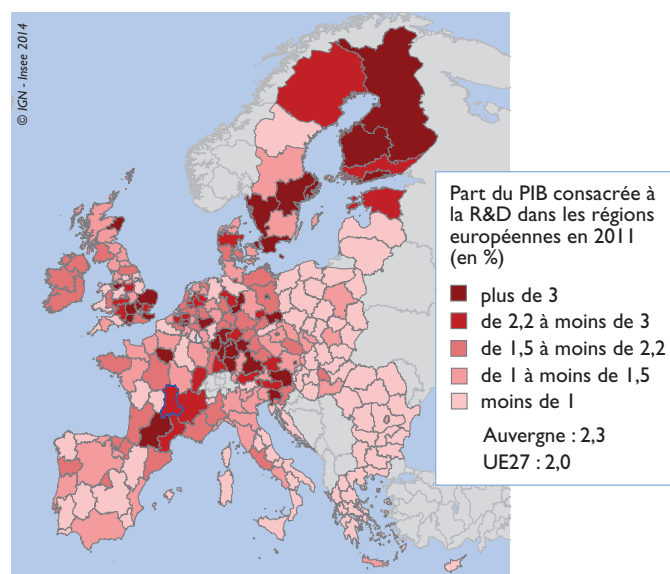 © IGN - Insee 2014
Part du PIB consacrée à
la R&D dans les régions
européennes en 2011
(en %)
plus de 3
de 2,2 à moins de 3
de 1,5 à moins de 2,2
de 1 à moins de 1,5
moins de 1
Auvergne : 2,3
UE27 : 2,0